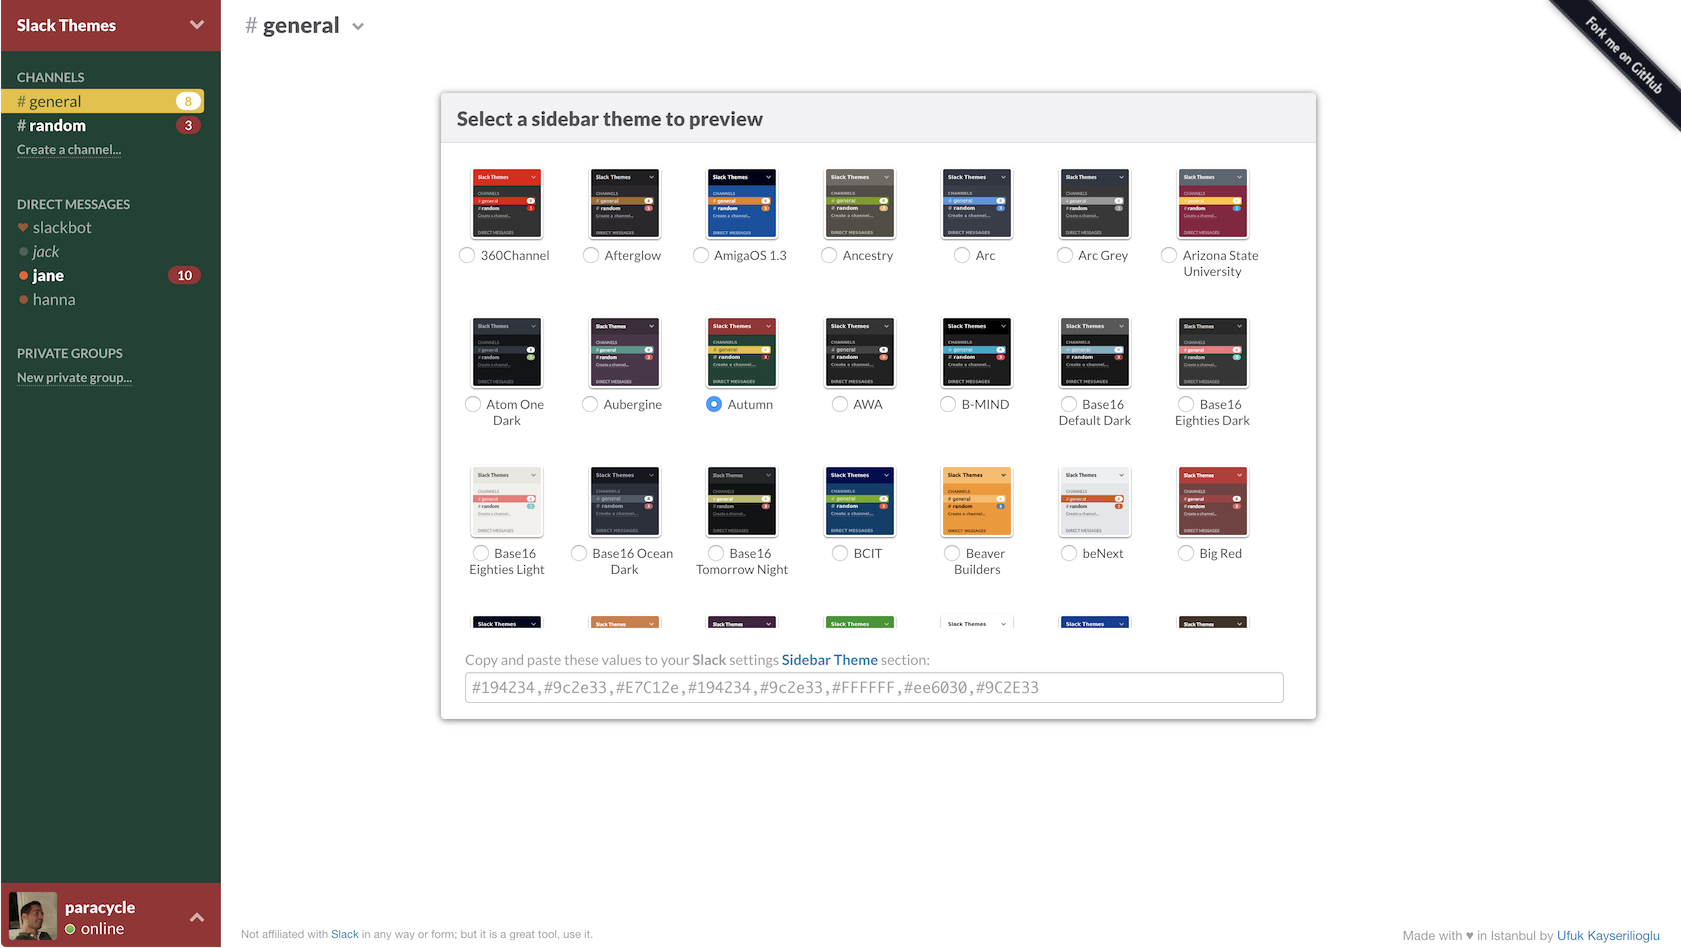 Slack Themes
CHANNELS
# general 8
# random 3
Create a channel...
DIRECT MESSAGES
slackbot
jack
jane 10
hanna
PRIVATE GROUPS
New private group...
paracycle
online
# general
Fork me on GitHub
Select a sidebar theme to preview
360Channel
Afterglow
AmigaOS 1.3
Ancestry
Arc
Arc Grey
Arizona State
University
Atom One
Dark
Aubergine
Autumn
AWA
B-MIND
Base16
Default Dark
Base16
Eighties Dark
Base16
Eighties Light
Base16 Ocean
Dark
Base16
Tomorrow Night
BCIT
Beaver
Builders
beNext
Big Red
Copy and paste these values to your Slack settings Sidebar Theme section:
#194234,#9c2e33,#E7C12e,#194234,#9c2e33,#FFFFFF,#ee6030,#9C2E33
Not affiliated with Slack in any way or form; but it is a great tool, use it.
Made with ♥ in Istanbul by Ufuk Kayserilioglu